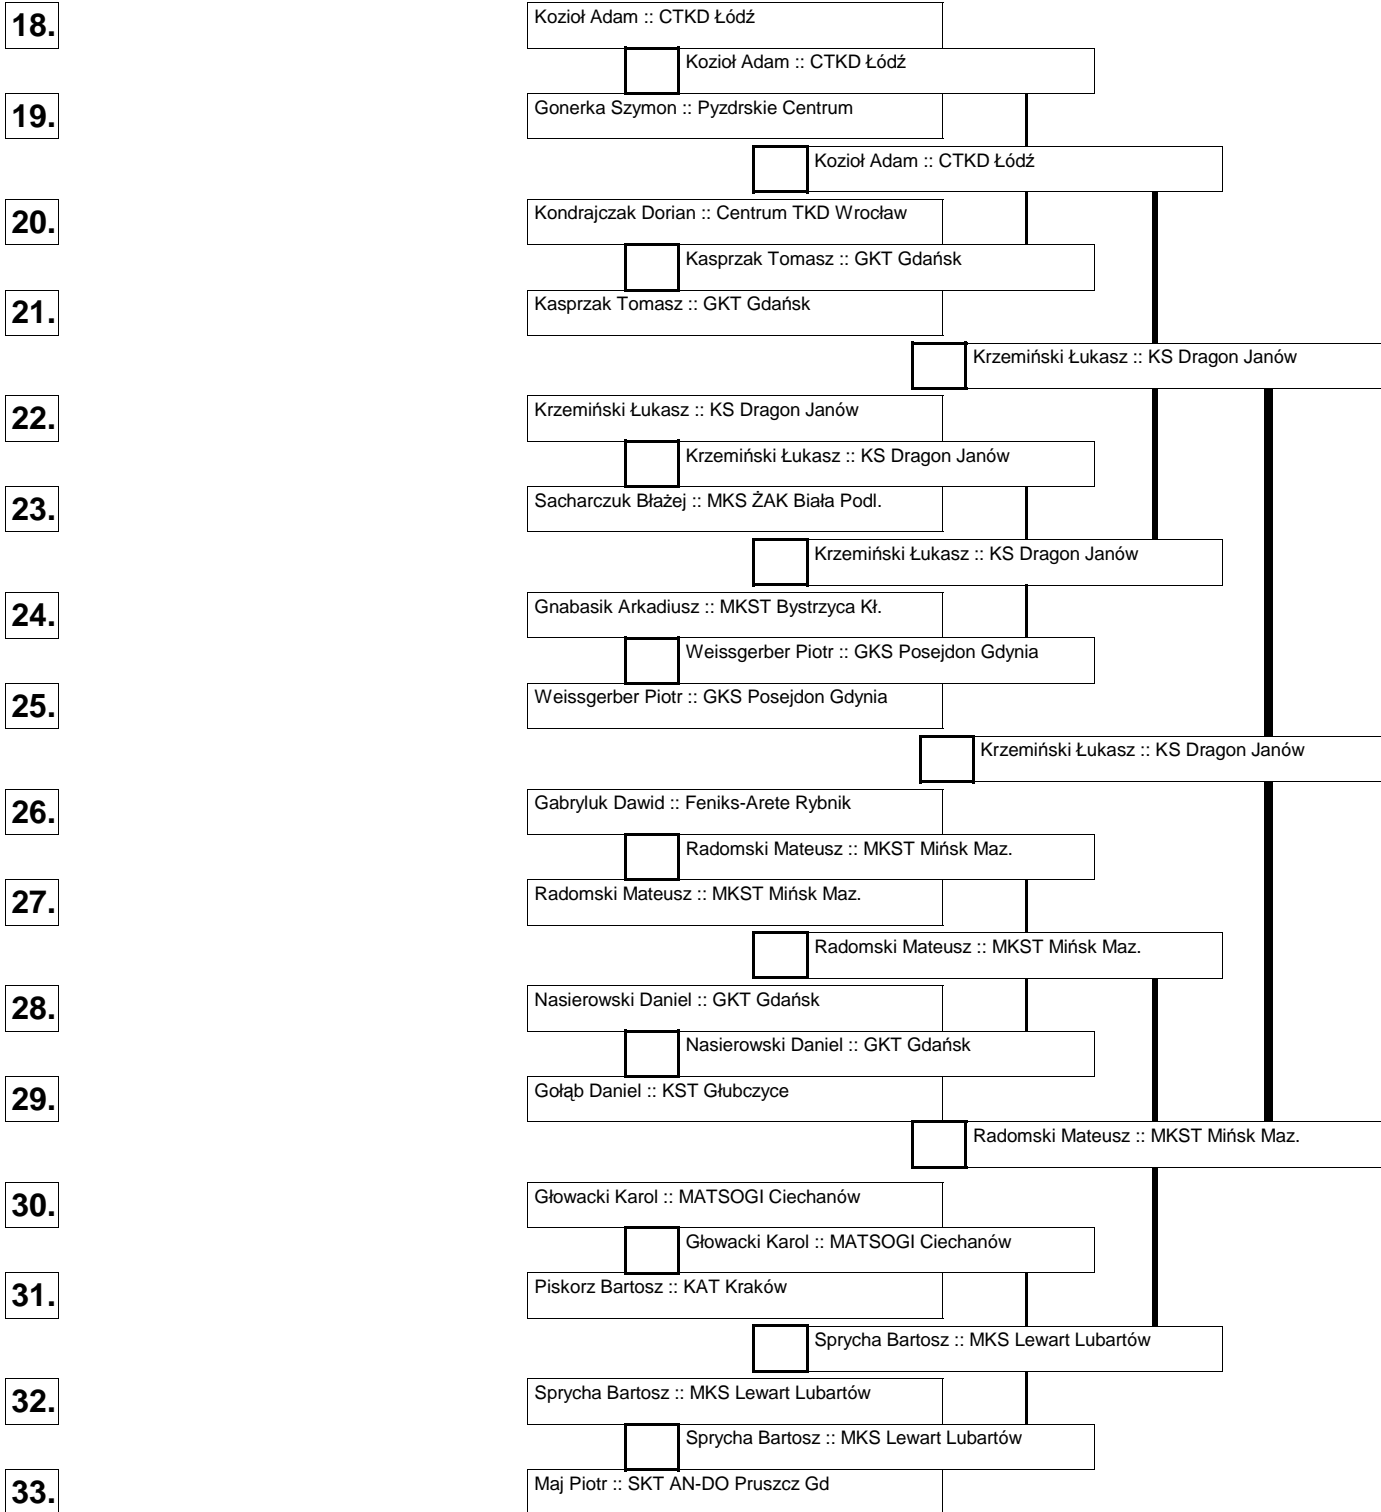 18.
Kozioł Adam :: CTKD Łódź
Kozioł Adam :: CTKD Łódź
19.
Gonerka Szymon :: Pyzdrskie Centrum
Kozioł Adam :: CTKD Łódź
20.
Kondrajczak Dorian :: Centrum TKD Wrocław
Kasprzak Tomasz :: GKT Gdańsk
21.
Kasprzak Tomasz :: GKT Gdańsk
Krzemiński Łukasz :: KS Dragon Janów
22.
Krzemiński Łukasz :: KS Dragon Janów
Krzemiński Łukasz :: KS Dragon Janów
23.
Sacharczuk Błażej :: MKS ŻAK Biała Podl.
Krzemiński Łukasz :: KS Dragon Janów
24.
Gnabasik Arkadiusz :: MKST Bystrzyca Kł.
Weissgerber Piotr :: GKS Posejdon Gdynia
25.
Weissgerber Piotr :: GKS Posejdon Gdynia
Krzemiński Łukasz :: KS Dragon Janów
26.
Gabryluk Dawid :: Feniks-Arete Rybnik
Radomski Mateusz :: MKST Mińsk Maz.
27.
Radomski Mateusz :: MKST Mińsk Maz.
Radomski Mateusz :: MKST Mińsk Maz.
28.
Nasierowski Daniel :: GKT Gdańsk
Nasierowski Daniel :: GKT Gdańsk
29.
Gołąb Daniel :: KST Głubczyce
Radomski Mateusz :: MKST Mińsk Maz.
30.
Głowacki Karol :: MATSOGI Ciechanów
Głowacki Karol :: MATSOGI Ciechanów
31.
Piskorz Bartosz :: KAT Kraków
Sprycha Bartosz :: MKS Lewart Lubartów
32.
Sprycha Bartosz :: MKS Lewart Lubartów
Sprycha Bartosz :: MKS Lewart Lubartów
33.
Maj Piotr :: SKT AN-DO Pruszcz Gd